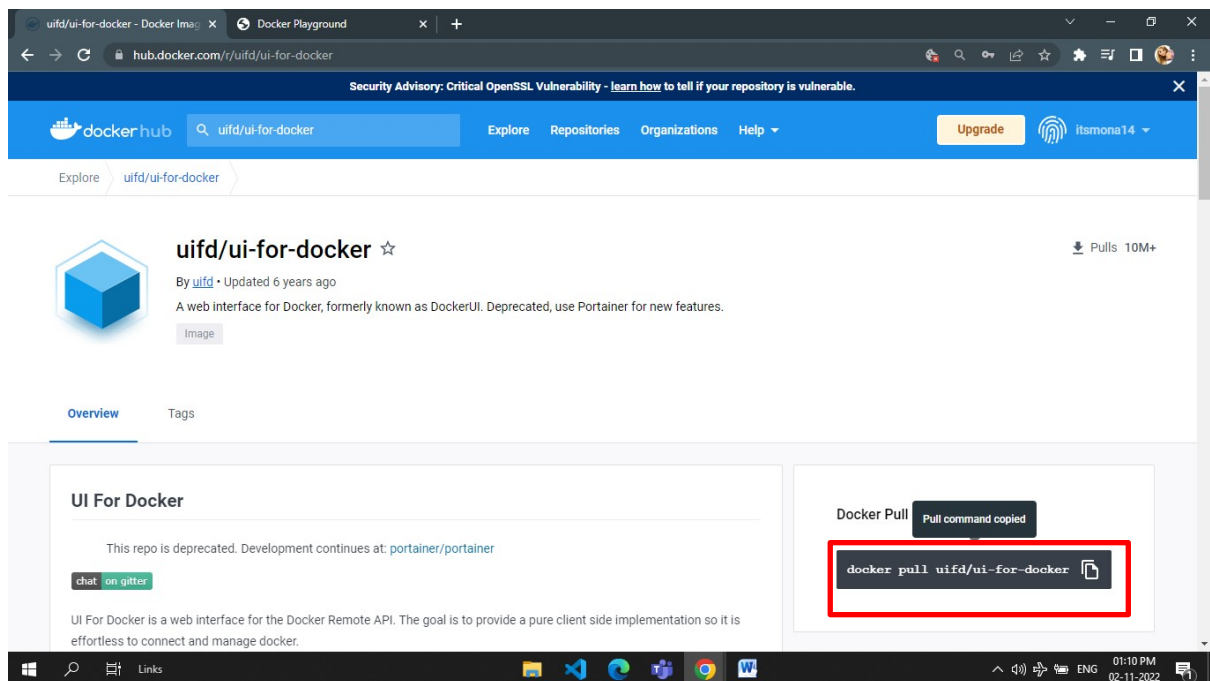 uifd/ui-for-docker - Docker Imag
Docker Playground
hub.docker.com/r/uifd/ui-for-docker
Security Advisory: Critical OpenSSL Vulnerability - learn how to tell if your repository is vulnerable.
dockerhub
uifd/ui-for-docker
Explore
Repositories
Organizations
Help
Upgrade
itsmona14
Explore
uifd/ui-for-docker
uifd/ui-for-docker
Pulls 10M+
By uifd • Updated 6 years ago
A web interface for Docker, formerly known as DockerUI. Deprecated, use Portainer for new features.
Image
Overview
Tags
UI For Docker
Docker Pull
Pull command copied
This repo is deprecated. Development continues at: portainer/portainer
docker pull uifd/ui-for-docker
chat on gitter
UI For Docker is a web interface for the Docker Remote API. The goal is to provide a pure client side implementation so it is
effortless to connect and manage docker.
Links
ENG
01:10 PM
02-11-2022